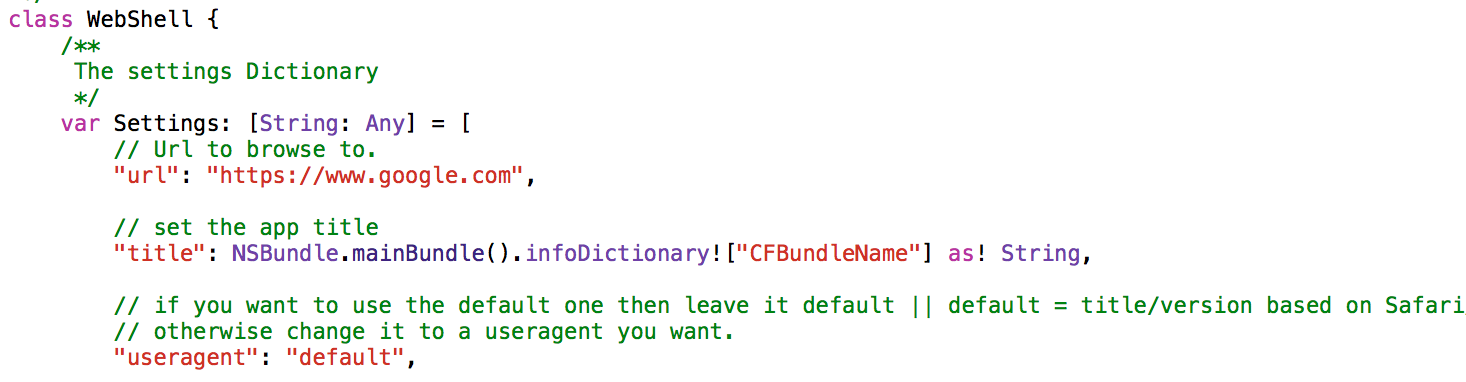 */
class WebShell {
    /**
     The settings Dictionary
     */
    var Settings: [String: Any] = [
        // Url to browse to.
        "url": "https://www.google.com",

        // set the app title
        "title": NSBundle.mainBundle().infoDictionary!["CFBundleName"] as! String,

        // if you want to use the default one then leave it default || default = title/version based on Safari
        // otherwise change it to a useragent you want.
        "useragent": "default",